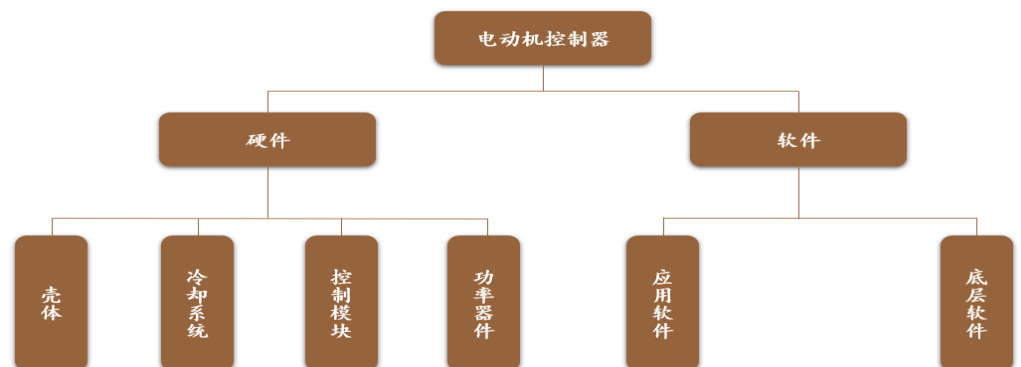 电动机控制器
硬件
软件
壳体
冷却系统
控制模块
功率器件
应用软件
底层软件